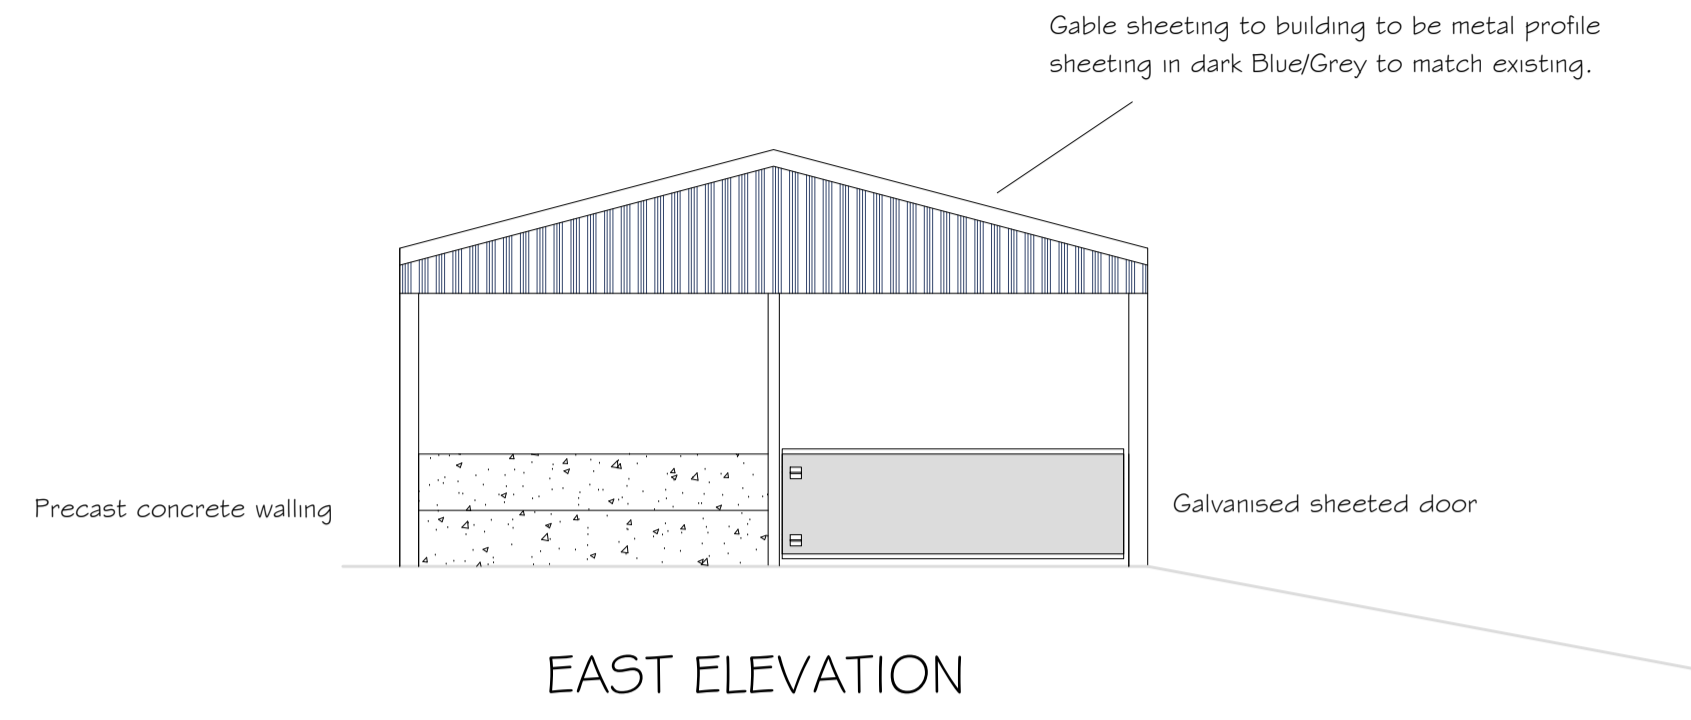 Gable sheeting to building to be metal profile
sheeting in dark Blue/Grey to match existing.
Precast concrete walling
Galvanised sheeted door
EAST ELEVATION